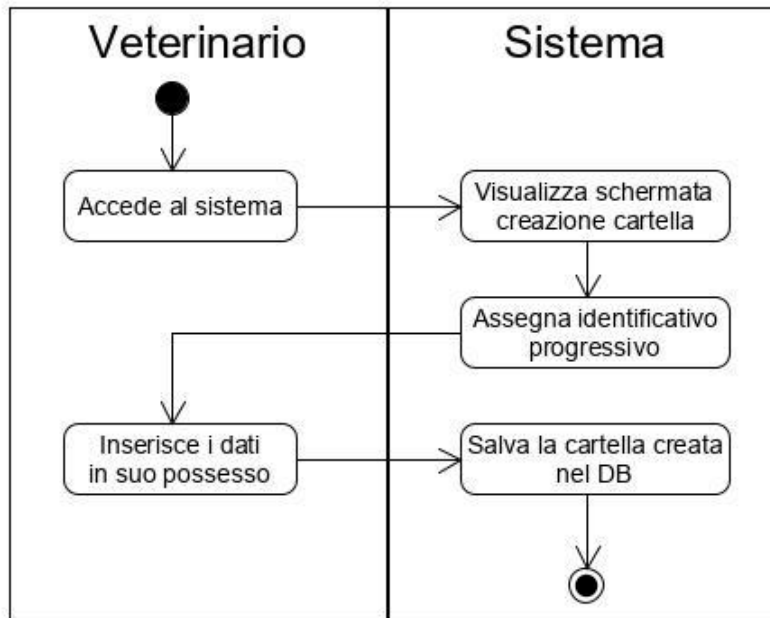 Veterinario
Sistema
Accede al sistema
Visualizza schermata
creazione cartella
Assegna identificativo
progressivo
Inserisce i dati
in suo possesso
Salva la cartella creata
nel DB